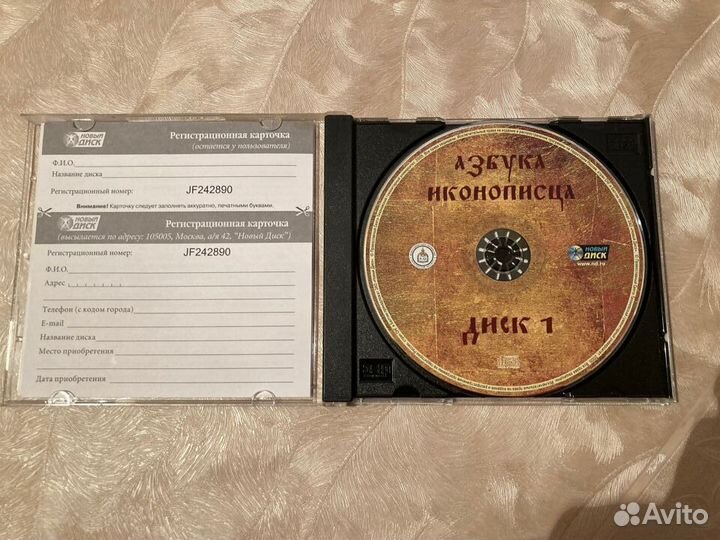 НОВЫЙ
ДИСК
Регистрационная карточка
(остается у пользователя)
Ф.И.О.
Название диска
Регистрационный номер: JF242890
Внимание! Карточку следует заполнять аккуратно, печатными буквами.
НОВЫЙ
ДИСК
Регистрационная карточка
(высылается по адресу: 105005, Москва, а/я 42, "Новый Диск")
Регистрационный номер: JF242890
Ф.И.О.
Адрес
Телефон (с кодом города)
E-mail
Название диска
Место приобретения
Дата приобретения
АЗБУКА
ИКОНОПИСЦА
НОВЫЙ
ДИСК
www.nd.ru
ДИСК 1
Avito